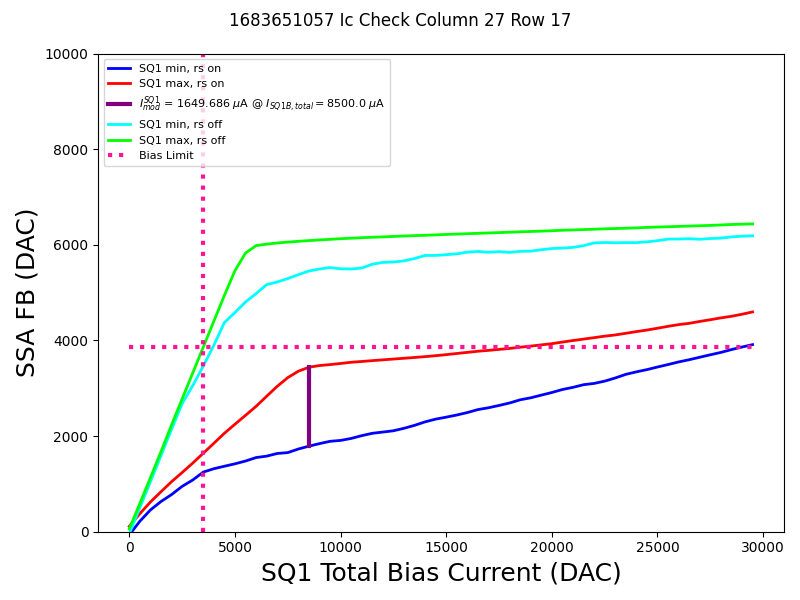 1683651057 Ic Check Column 27 Row 17
SSA FB (DAC)
10000
8000
6000
4000
2000
0
SQ1 min, rs on
SQ1 max, rs on
I_{mod}^{SQ1} = 1649.686 μA @ I_{SQ1B,total} = 8500.0 μA
SQ1 min, rs off
SQ1 max, rs off
Bias Limit
0 5000 10000 15000 20000 25000 30000
SQ1 Total Bias Current (DAC)